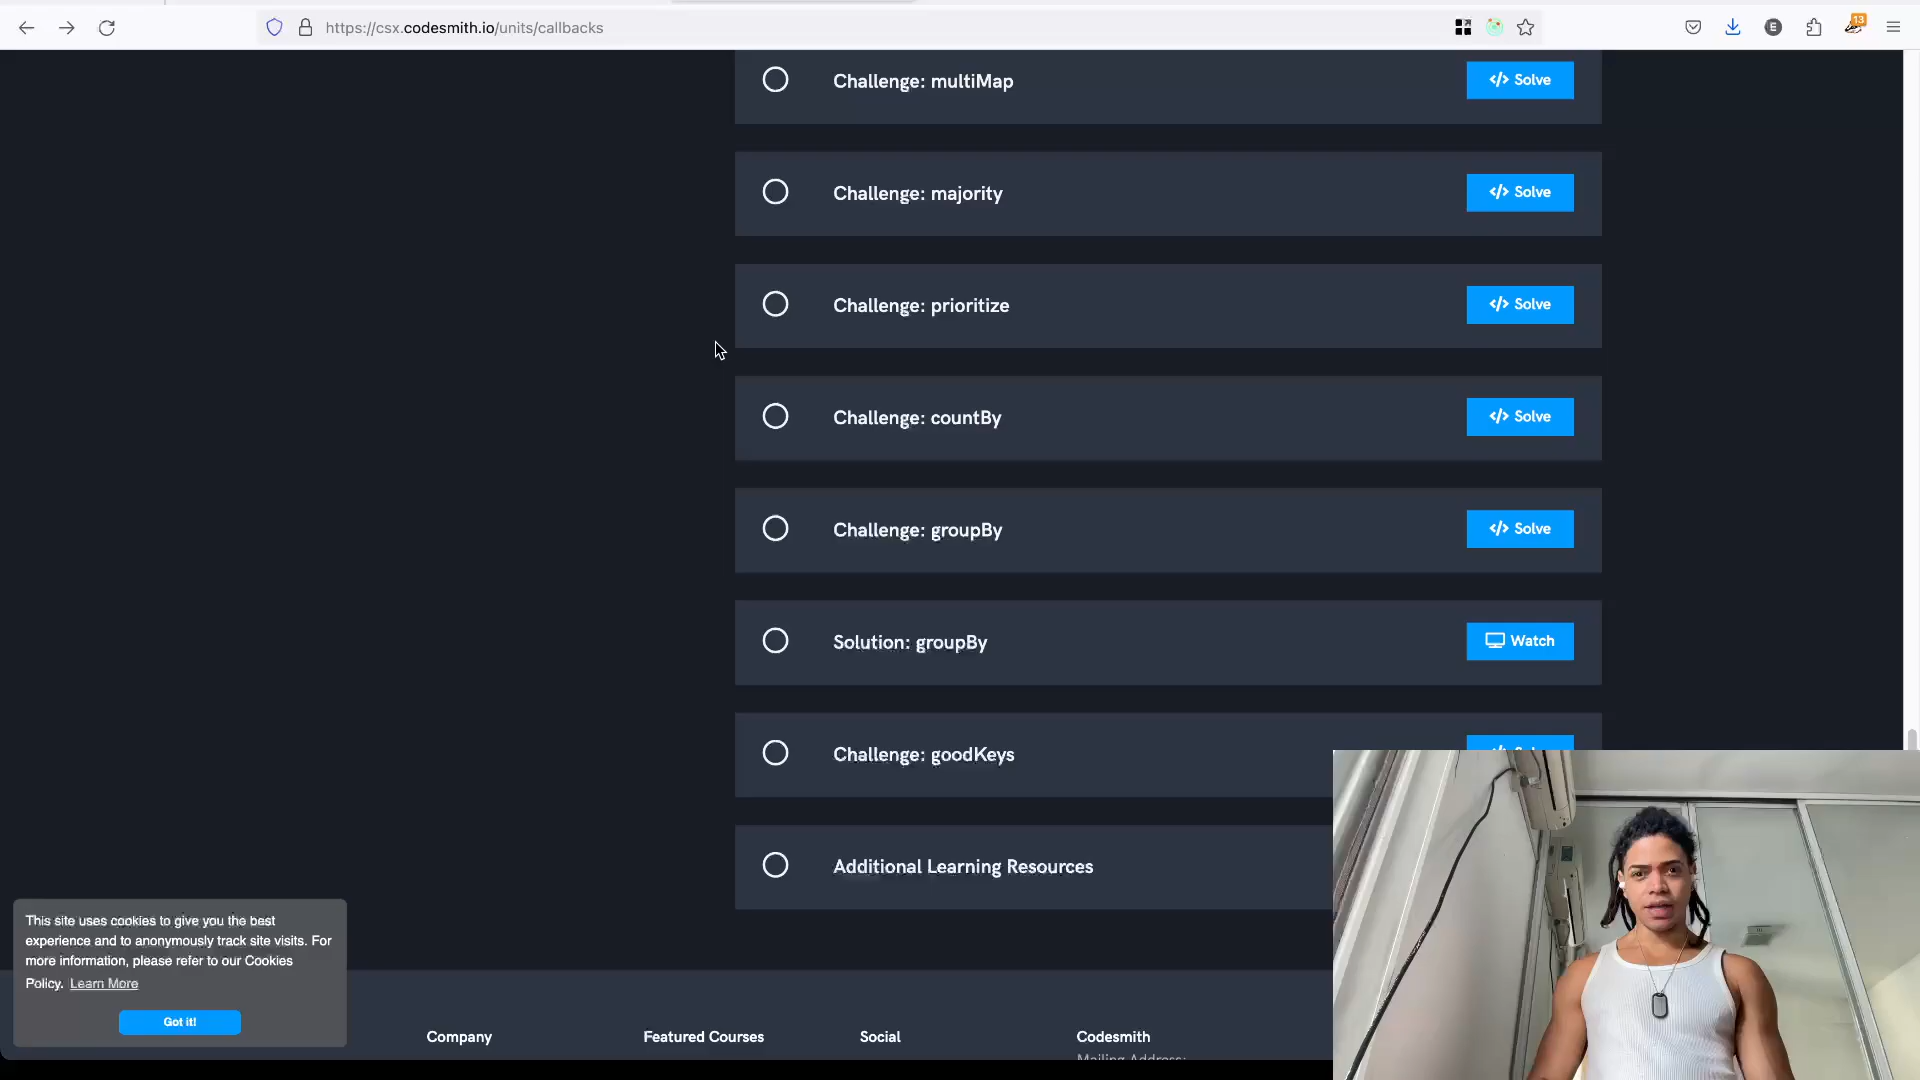 https://csx.codesmith.io/units/callbacks
E
13
Challenge: multiMap
</> Solve
Challenge: majority
</> Solve
Challenge: prioritize
</> Solve
Challenge: countBy
</> Solve
Challenge: groupBy
</> Solve
Solution: groupBy
Watch
Challenge: goodKeys
Additional Learning Resources
This site uses cookies to give you the best
experience and to anonymously track site visits. For
more information, please refer to our Cookies
Policy. Learn More
Got it!
Company
Featured Courses
Social
Codesmith
Mailing Address: